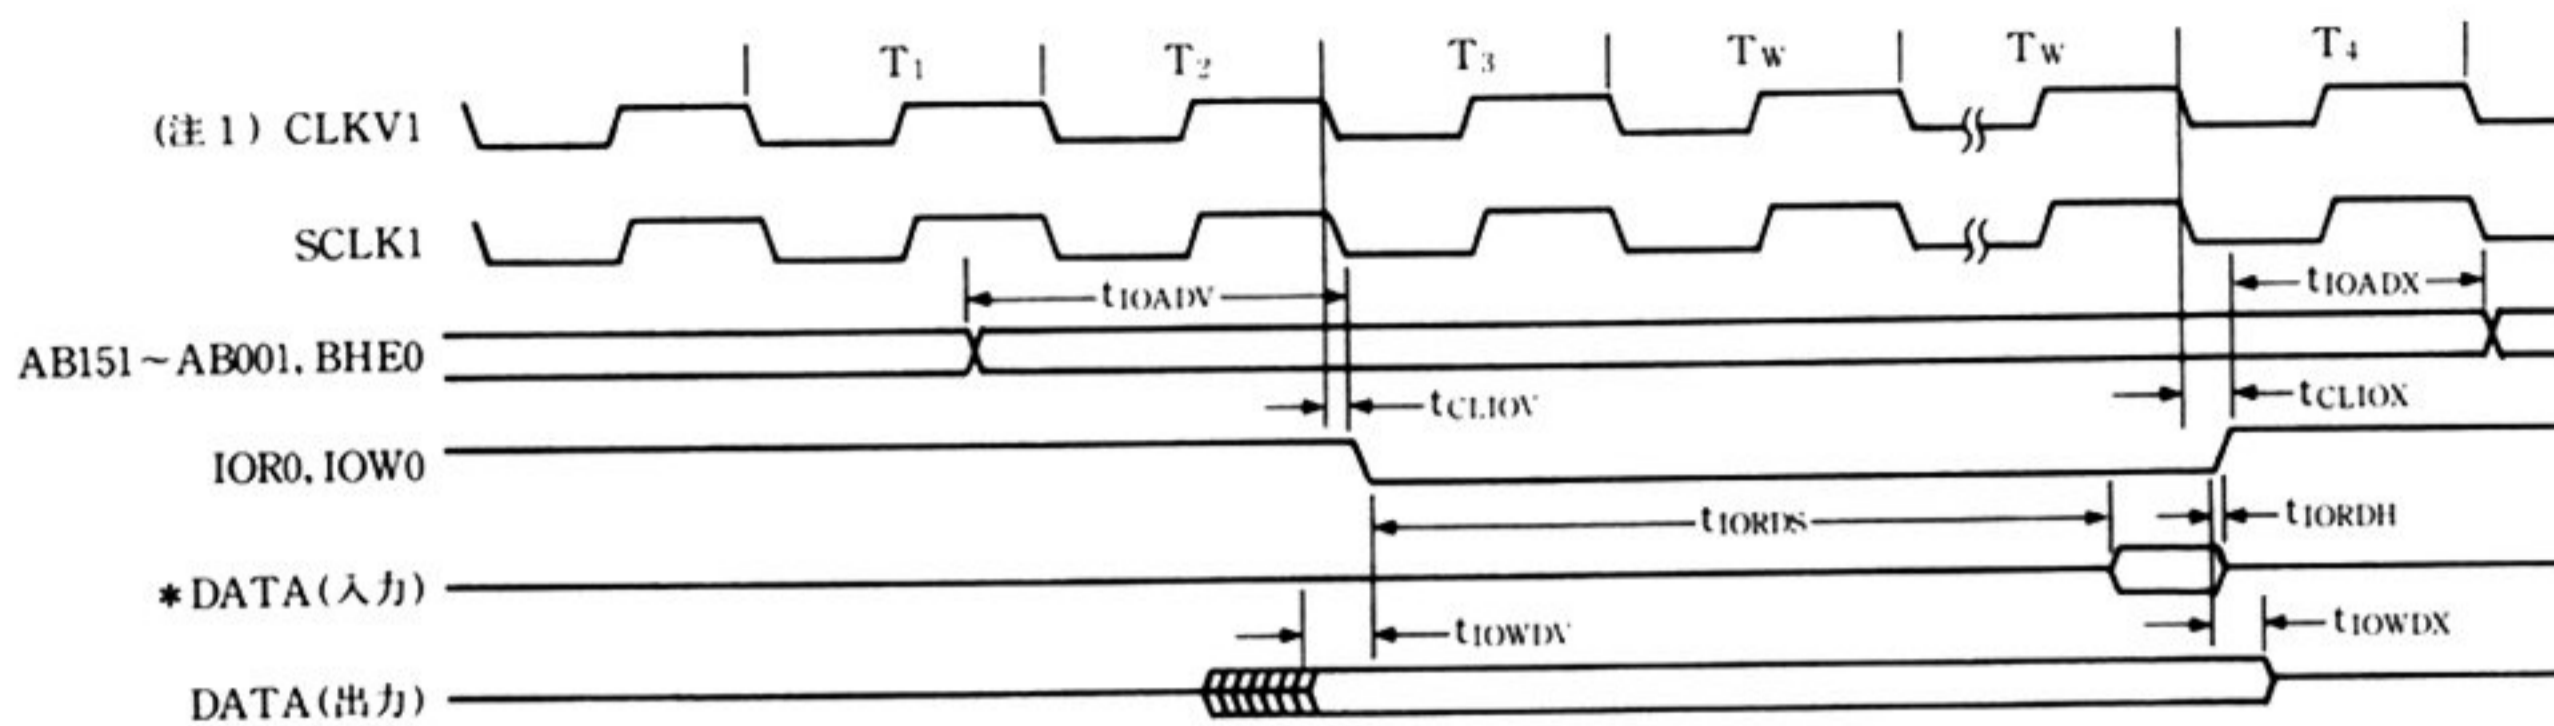 T1 T2 T3 TW TW T4
(注1) CLKV1
SCLK1
tIOADV tIOADX
AB151~AB001, BHE0
tCLIOV tCLIOX
IOR0, IOW0
tIORDS tIORDH
*DATA(入力)
tIOWDV tIOWDX
DATA(出力)